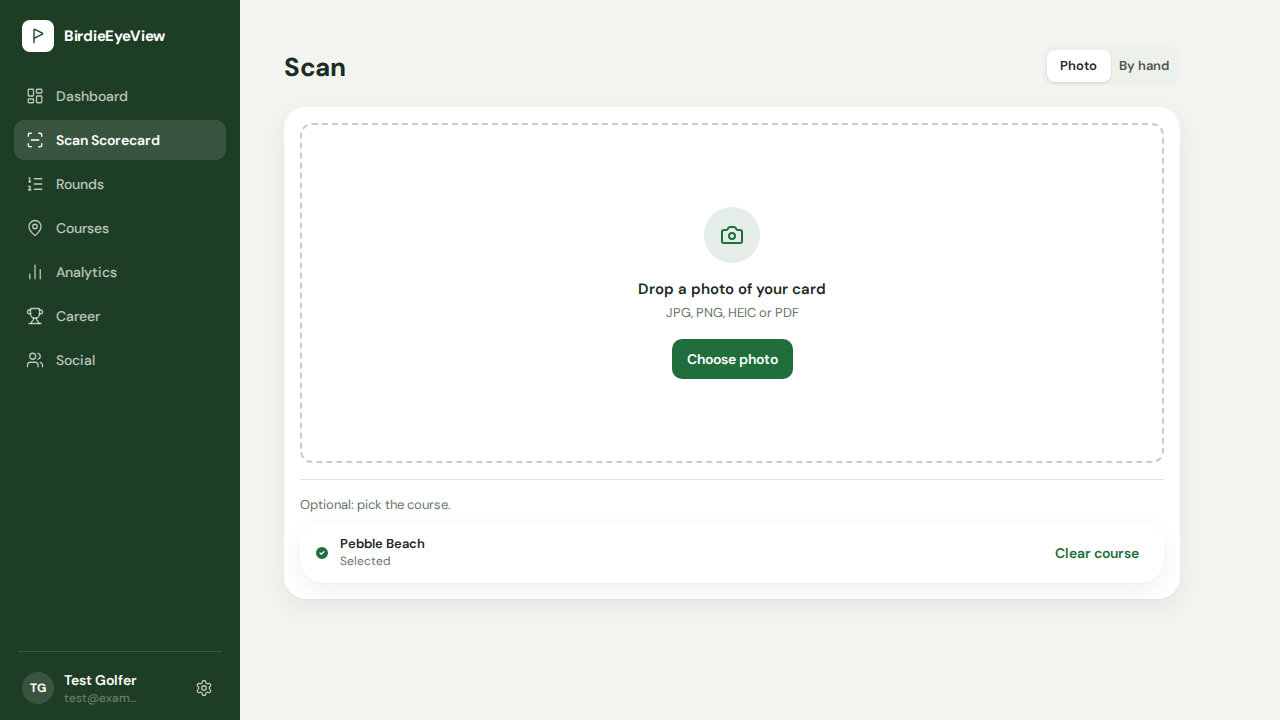 BirdieEyeView
Dashboard
Scan Scorecard
Rounds
Courses
Analytics
Career
Social
TG
Test Golfer
test@exam...
Scan
Photo
By hand
Drop a photo of your card
JPG, PNG, HEIC or PDF
Choose photo
Optional: pick the course.
Pebble Beach
Selected
Clear course